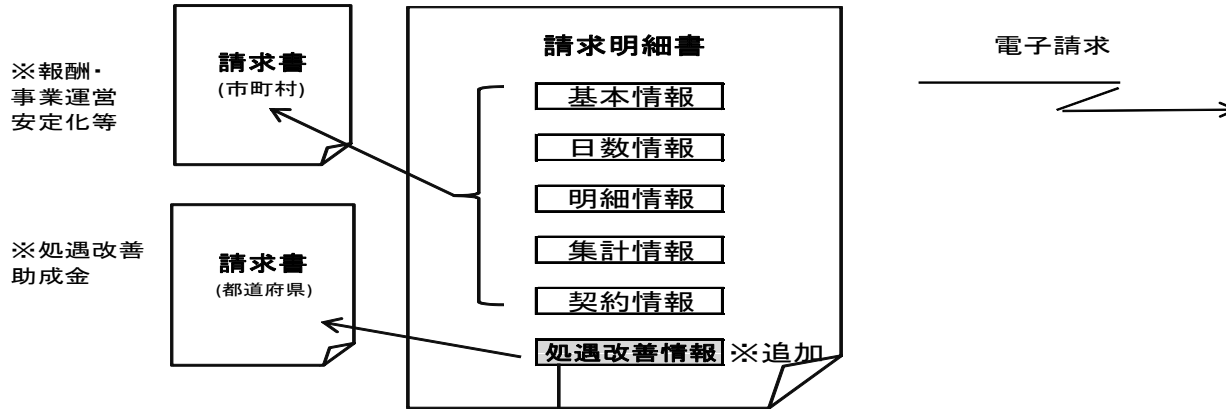 ※報酬・
事業運営
安定化等
請求書
(市町村)
※処遇改善
助成金
請求書
(都道府県)
請求明細書
基本情報
日数情報
明細情報
集計情報
契約情報
処遇改善情報 ※追加
電子請求